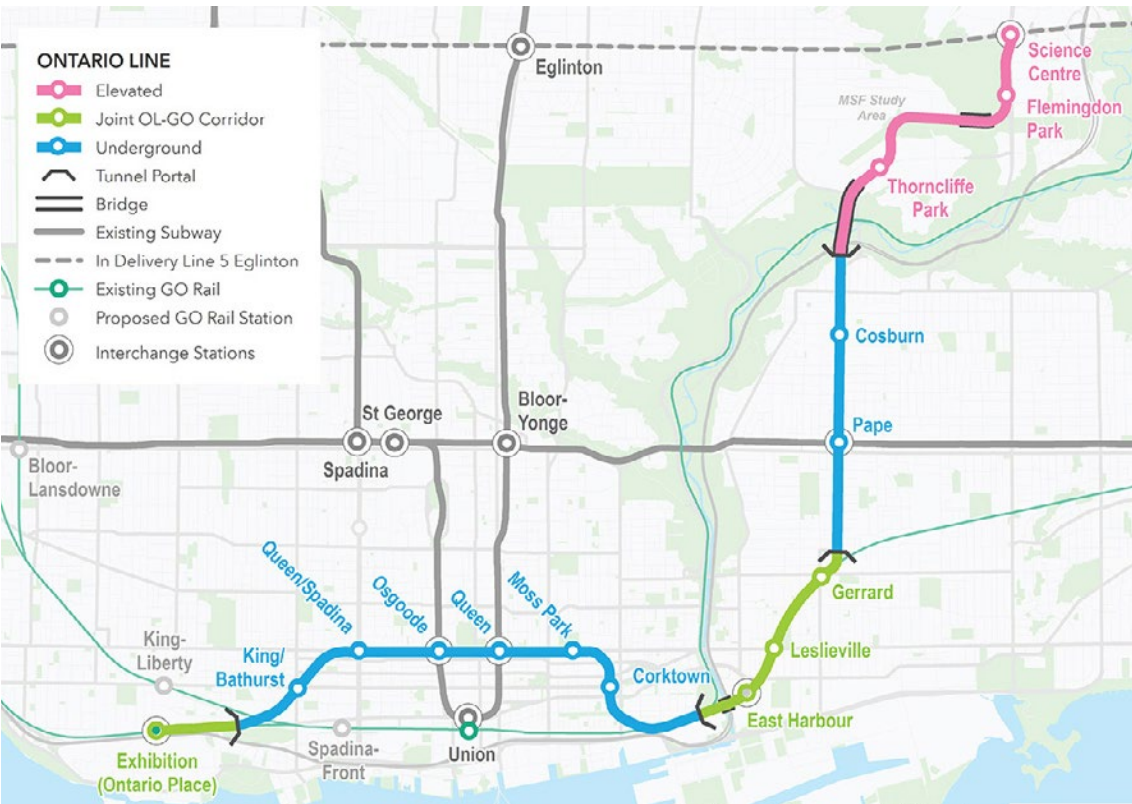 ONTARIO LINE
Elevated
Joint OL-GO Corridor
Underground
Tunnel Portal
Bridge
Existing Subway
In Delivery Line 5 Eglinton
Existing GO Rail
Proposed GO Rail Station
Interchange Stations
Eglinton
Science
Centre
MSF Study
Area
Flemingdon
Park
Thorncliffe
Park
Cosburn
Pape
St George
Bloor-
Yonge
Spadina
Bloor-
Lansdowne
Gerrard
Leslieville
East Harbour
Corktown
Moss Park
Queen
Osgoode
Queen/Spadina
King/
Bathurst
King-
Liberty
Exhibition
(Ontario Place)
Spadina-
Front
Union